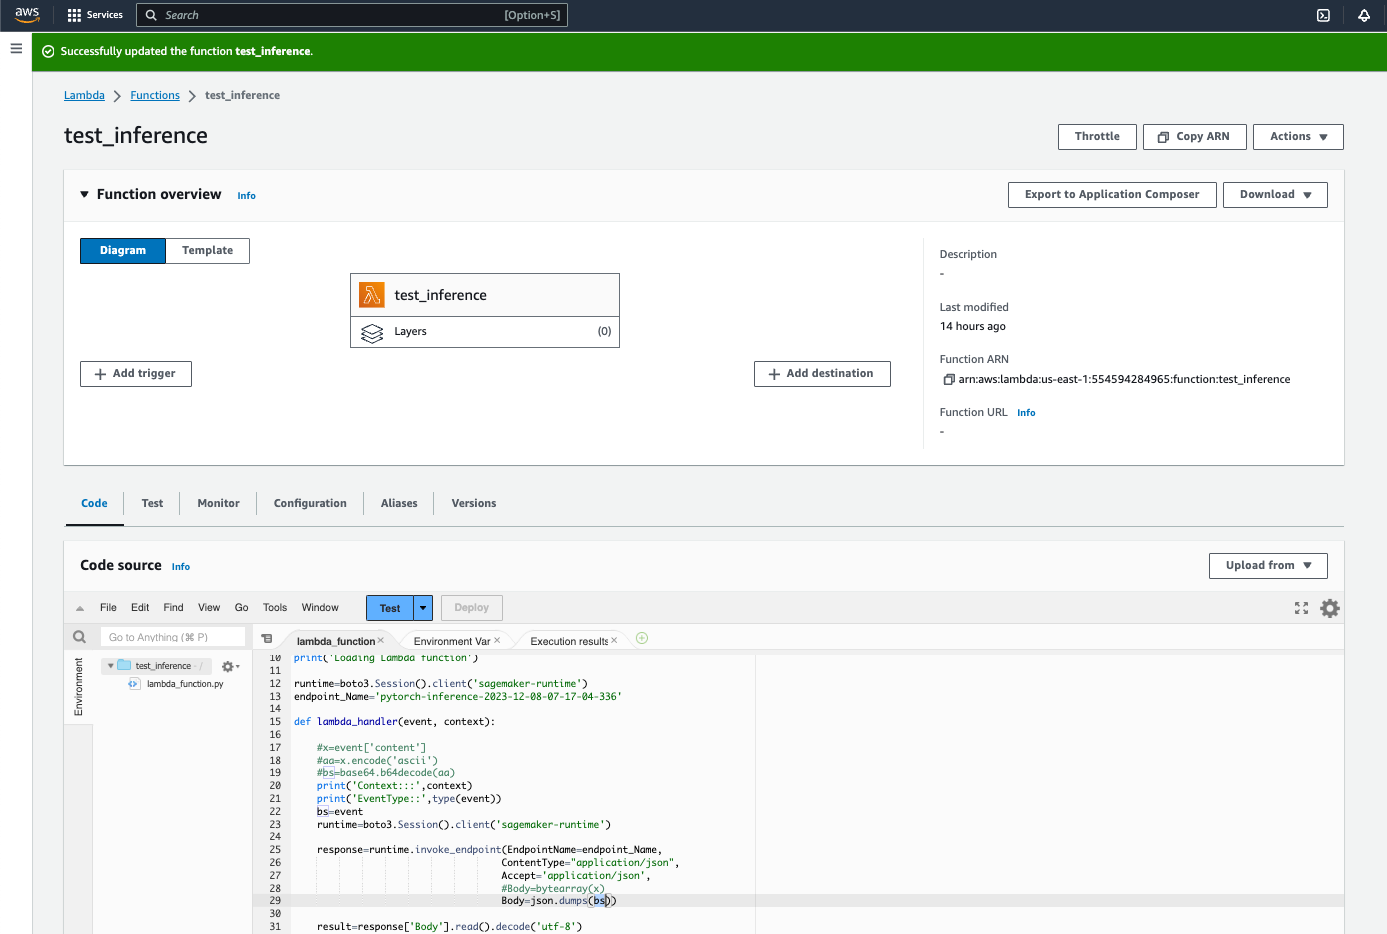 aws Services Search [Option+S]
Successfully updated the function test_inference.
Lambda Functions test_inference
test_inference
Throttle Copy ARN Actions
Function overview Info
Export to Application Composer Download
Diagram Template
test_inference
Layers (0)
Add trigger
Add destination
Description
-
Last modified
14 hours ago
Function ARN
arn:aws:lambda:us-east-1:554594284965:function:test_inference
Function URL Info
-
Code Test Monitor Configuration Aliases Versions
Code source Info
Upload from
File Edit Find View Go Tools Window Test Deploy
Go to Anything (⌘ P)
Environment
test_inference - /
lambda_function.py
lambda_function Environment Var Execution results
10 print('Loading Lambda function')
11
12 runtime=boto3.Session().client('sagemaker-runtime')
13 endpoint_Name='pytorch-inference-2023-12-08-07-17-04-336'
14
15 def lambda_handler(event, context):
16
17 #x=event['content']
18 #aa=x.encode('ascii')
19 #bs=base64.b64decode(aa)
20 print('Context:::',context)
21 print('EventType::',type(event))
22 bs=event
23 runtime=boto3.Session().client('sagemaker-runtime')
24
25 response=runtime.invoke_endpoint(EndpointName=endpoint_Name,
26 ContentType="application/json",
27 Accept='application/json',
28 #Body=bytearray(x)
29 Body=json.dumps(bs))
30
31 result=response['Body'].read().decode('utf-8')